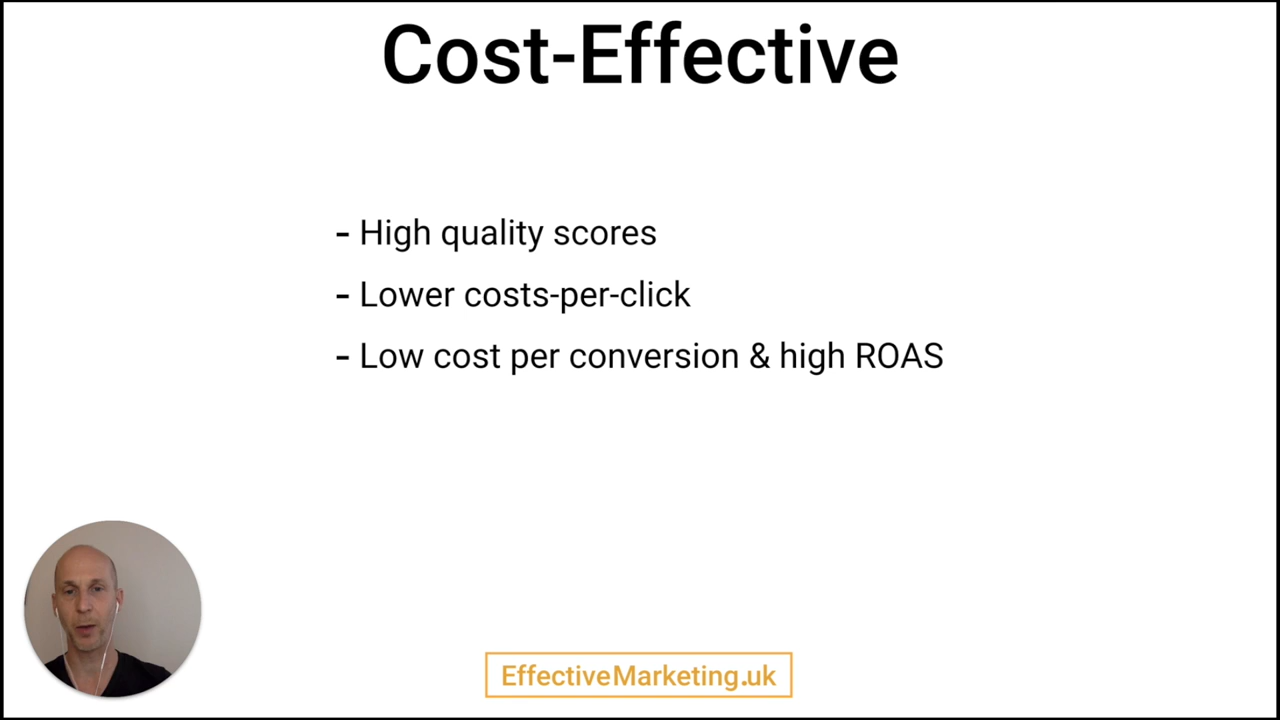 Cost-Effective
- High quality scores
- Lower costs-per-click
- Low cost per conversion & high ROAS
EffectiveMarketing.uk